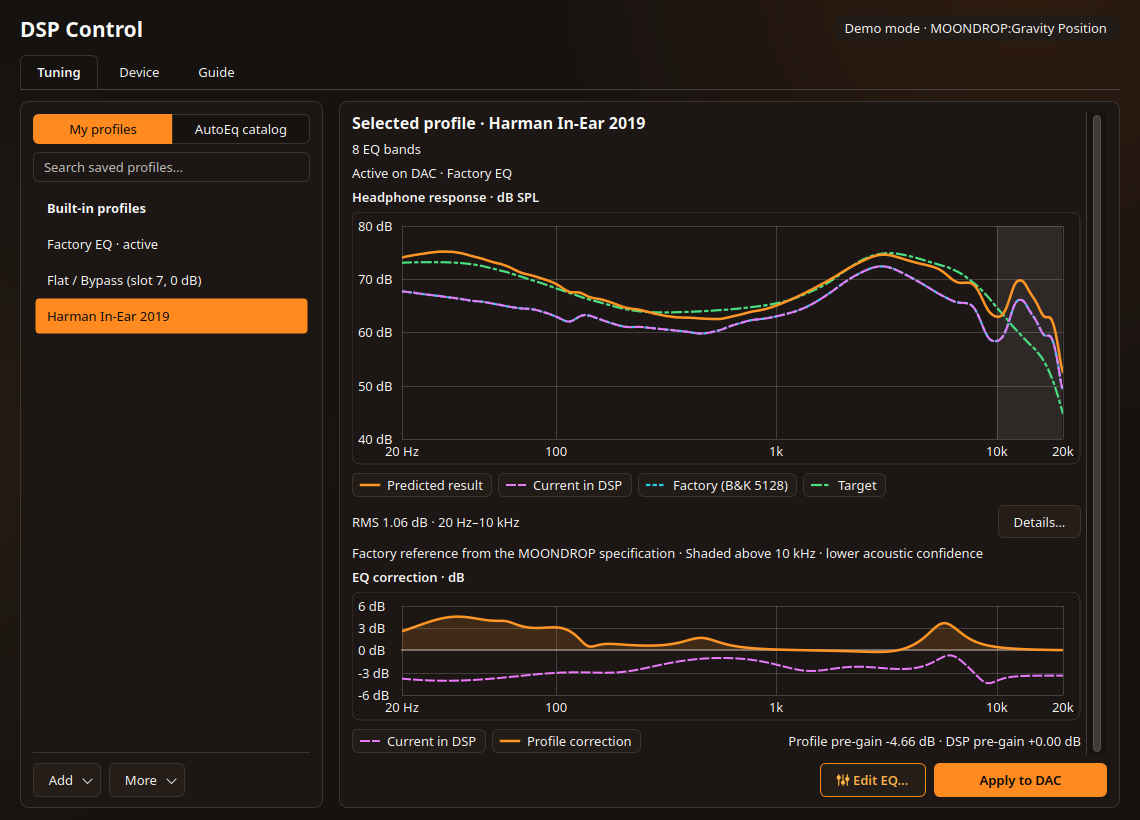 DSP Control
Demo mode · MOONDROP:Gravity Position
Tuning
Device
Guide
My profiles
AutoEq catalog
Search saved profiles...
Built-in profiles
Factory EQ · active
Flat / Bypass (slot 7, 0 dB)
Harman In-Ear 2019
Add
More
Selected profile · Harman In-Ear 2019
8 EQ bands
Active on DAC · Factory EQ
Headphone response · dB SPL
80 dB
70 dB
60 dB
50 dB
40 dB
20 Hz
100
1k
10k
20k
Predicted result
Current in DSP
Factory (B&K 5128)
Target
RMS 1.06 dB · 20 Hz–10 kHz
Details...
Factory reference from the MOONDROP specification · Shaded above 10 kHz · lower acoustic confidence
EQ correction · dB
6 dB
3 dB
0 dB
-3 dB
-6 dB
20 Hz
100
1k
10k
20k
Current in DSP
Profile correction
Profile pre-gain -4.66 dB · DSP pre-gain +0.00 dB
Edit EQ...
Apply to DAC